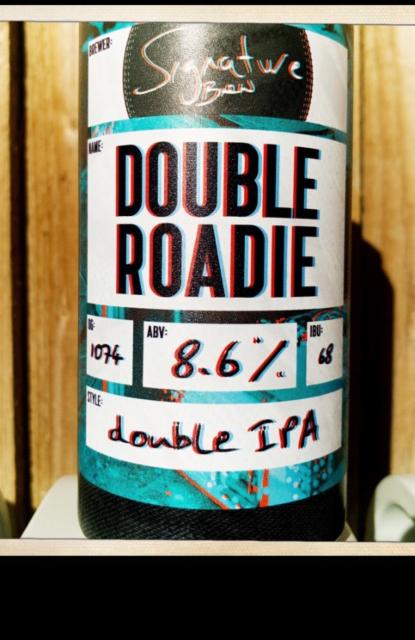 BREWER:
Signature
Brew
NAME:
DOUBLE
ROADIE
OG: ABV: IBU:
1074 8.6% 68
STYLE:
double IPA